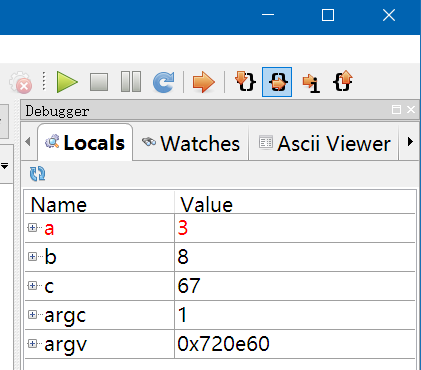 Debugger
Locals Watches Ascii Viewer
Name Value
a 3
b 8
c 67
argc 1
argv 0x720e60